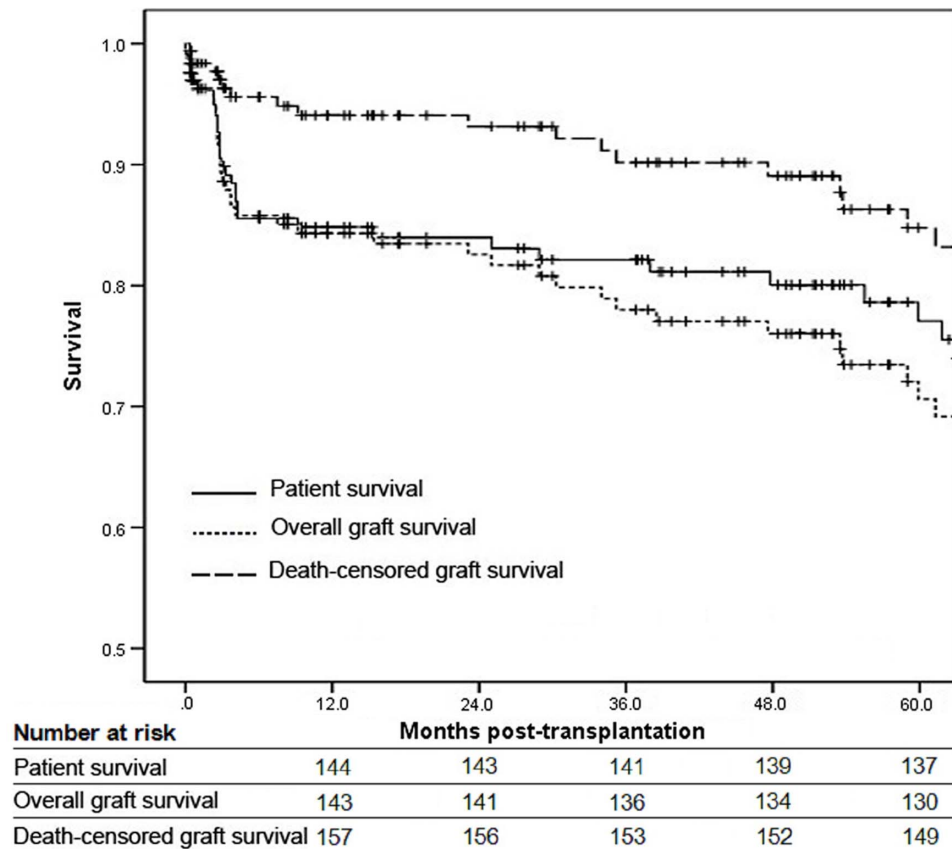 1.0
0.9
0.8
0.7
0.6
0.5
Survival
Patient survival
Overall graft survival
Death-censored graft survival
.0 12.0 24.0 36.0 48.0 60.0
Months post-transplantation
Number at risk
Patient survival 144 143 141 139 137
Overall graft survival 143 141 136 134 130
Death-censored graft survival 157 156 153 152 149